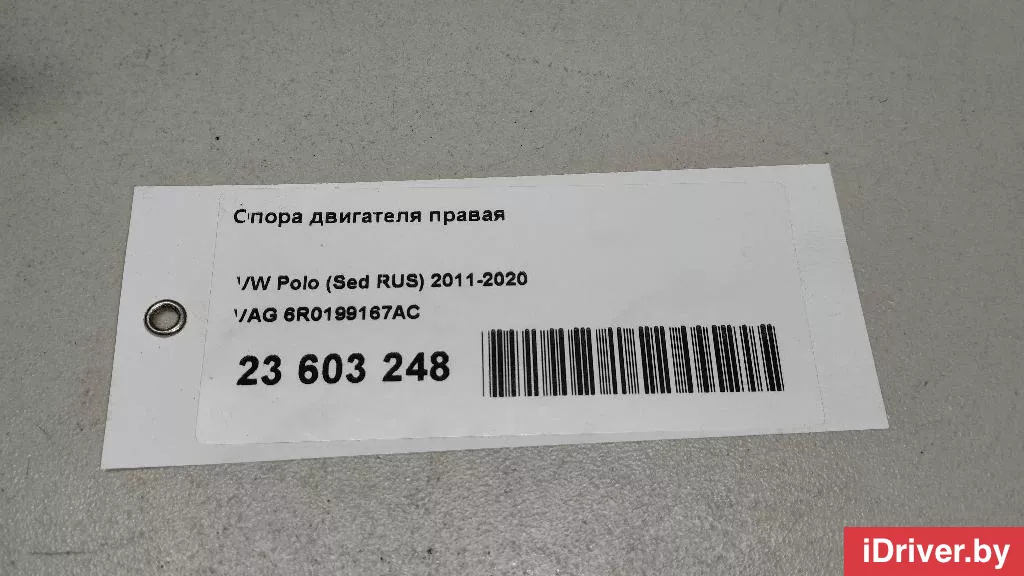 Опора двигателя правая
VW Polo (Sed RUS) 2011-2020
VAG 6R0199167AC
23 603 248
iDriver.by